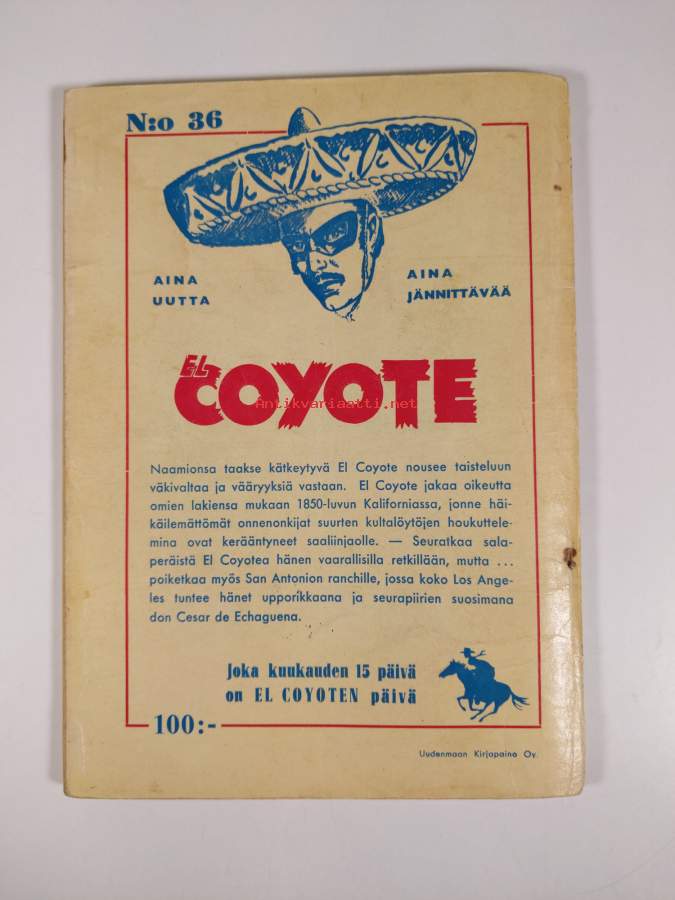 N:o 36
AINA
UUTTA
AINA
JÄNNITTÄVÄÄ
EL
COYOTE
Antikvariaatti.net
Naamionsa taakse kätkeytyvä El Coyote nousee taisteluun
väkivaltaa ja vääryyksiä vastaan. El Coyote jakaa oikeutta
omien lakiensa mukaan 1850-luvun Kaliforniassa, jonne häi-
käilemättömät onnenonkijat suurten kultalöytöjen houkuttele-
mina ovat kerääntyneet saaliinjaolle. — Seuratkaa sala-
peräistä El Coyotea hänen vaarallisilla retkillään, mutta ...
poiketkaa myös San Antonion ranchille, jossa koko Los Ange-
les tuntee hänet upporikkaana ja seurapiirien suosimana
don Cesar de Echaguena.
Joka kuukauden 15 päivä
on EL COYOTEN päivä
100:-
Uudenmaan Kirjapaino Oy.